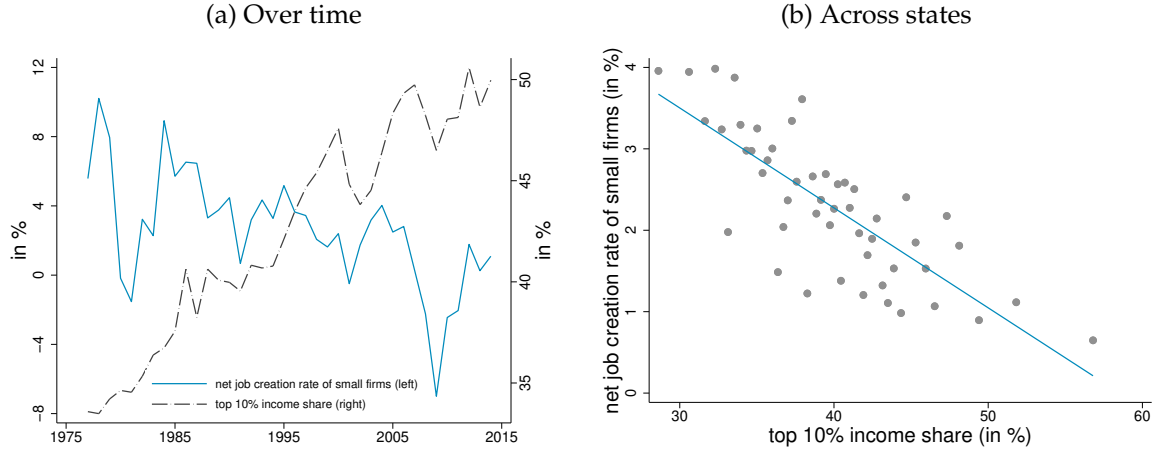 (a) Over time
in %
12
8
4
0
−4
−8
in %
50
45
40
35
net job creation rate of small firms (left)
top 10% income share (right)
1975 1985 1995 2005 2015
(b) Across states
net job creation rate of small firms (in %)
4
3
2
1
0
30 40 50 60
top 10% income share (in %)